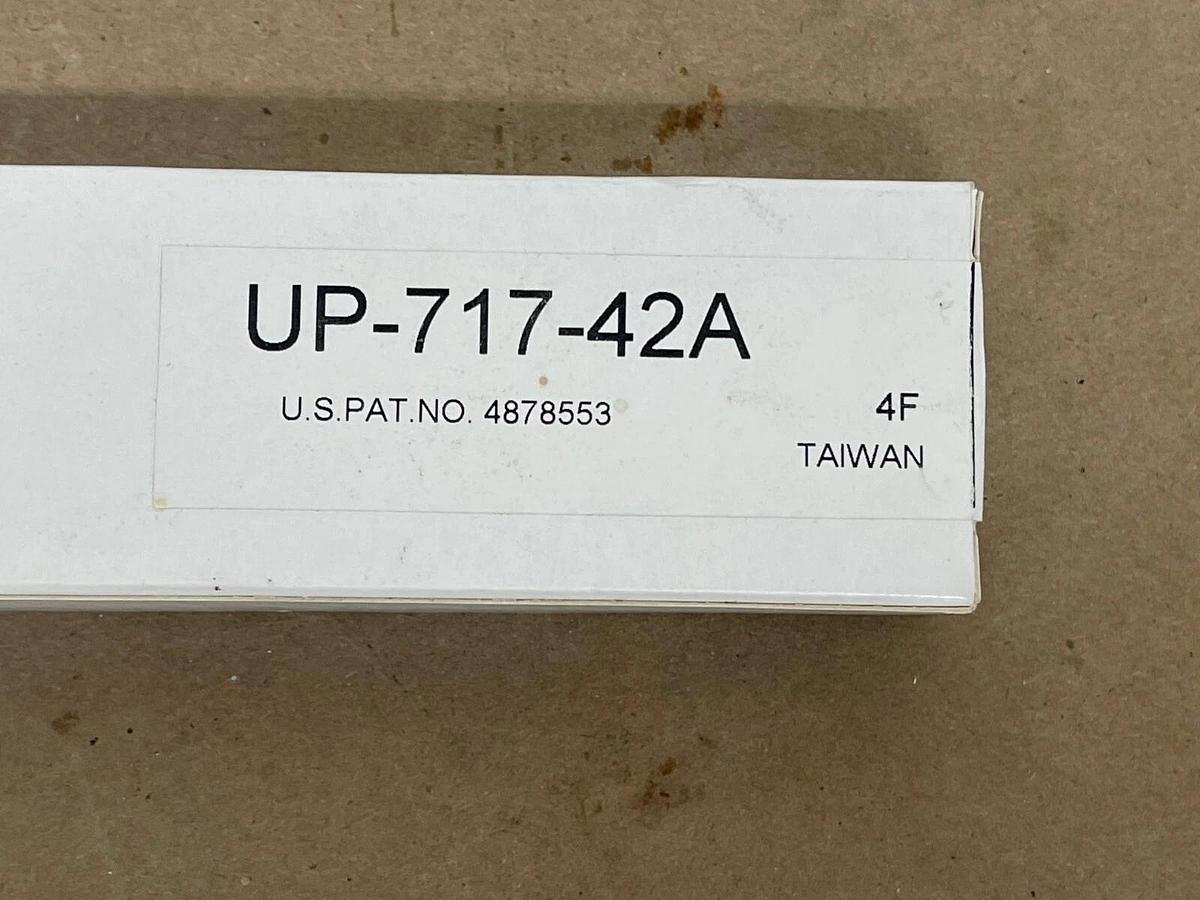 UP-717-42A
U.S.PAT.NO. 4878553
4F
TAIWAN